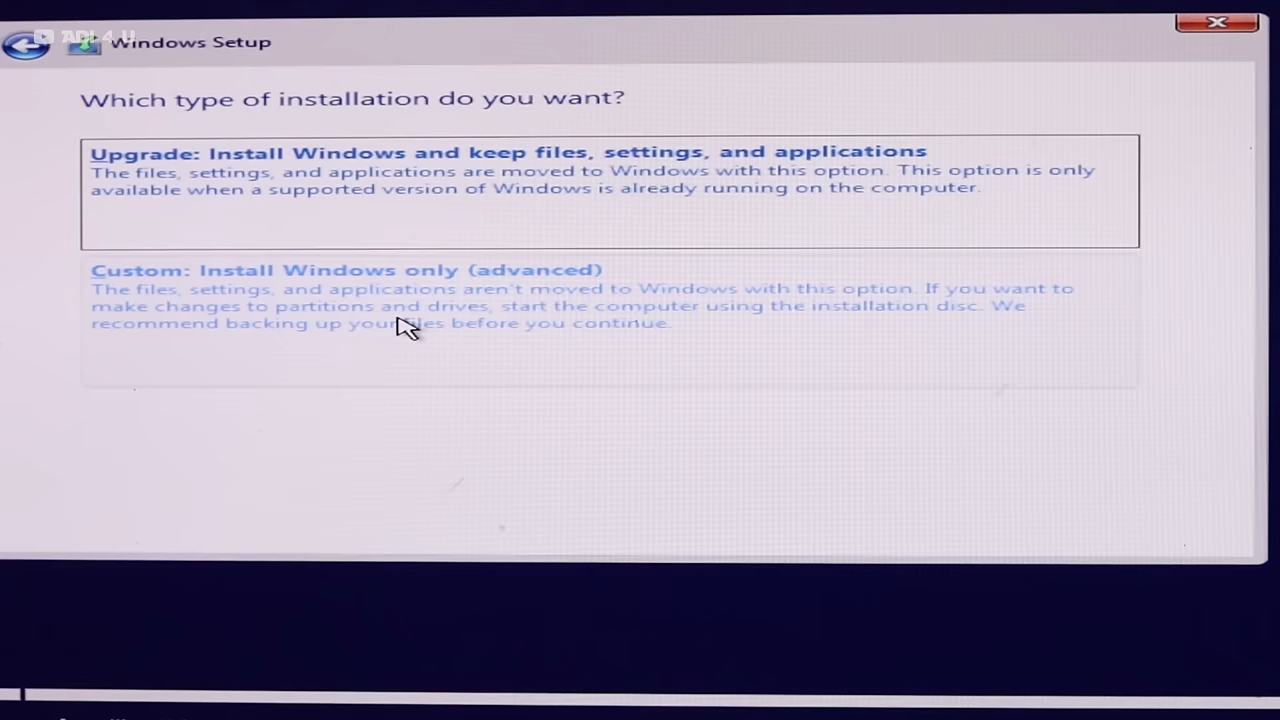 ADI 4 U
Windows Setup
Which type of installation do you want?
Upgrade: Install Windows and keep files, settings, and applications
The files, settings, and applications are moved to Windows with this option. This option is only
available when a supported version of Windows is already running on the computer.
Custom: Install Windows only (advanced)
The files, settings, and applications aren't moved to Windows with this option. If you want to
make changes to partitions and drives, start the computer using the installation disc. We
recommend backing up your files before you continue.